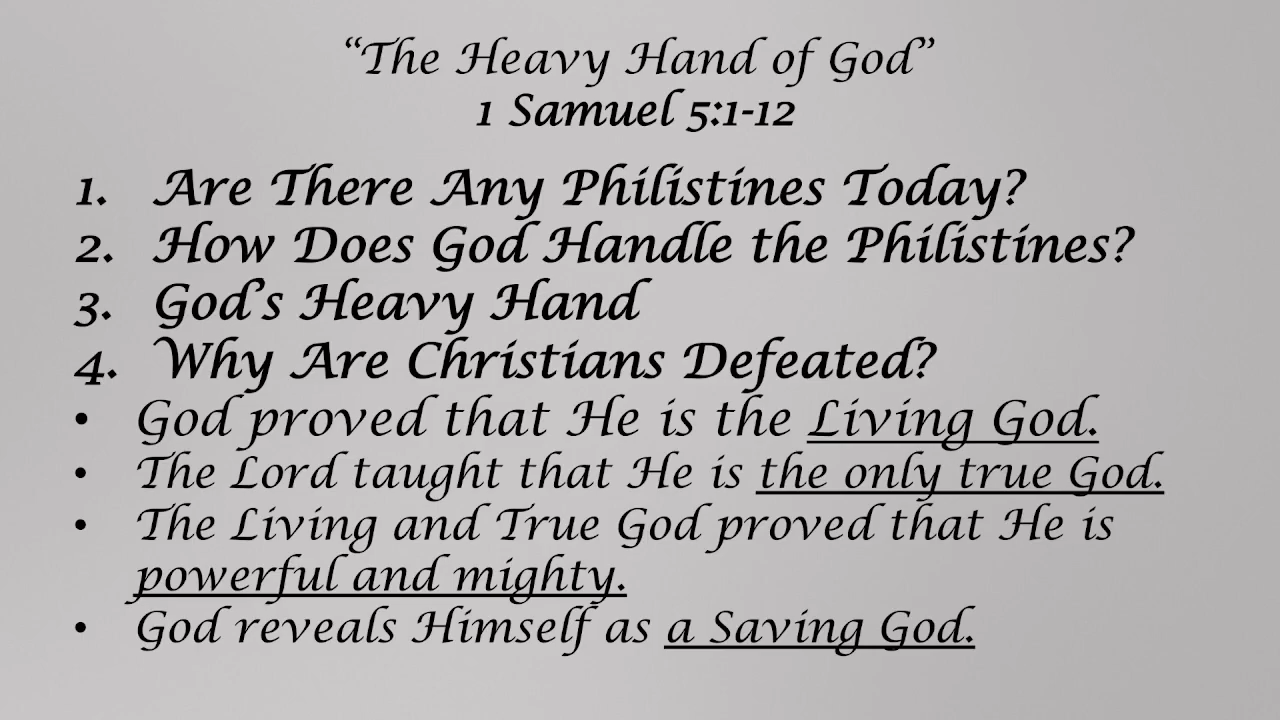 “The Heavy Hand of God”
1 Samuel 5:1-12
1. Are There Any Philistines Today?
2. How Does God Handle the Philistines?
3. God’s Heavy Hand
4. Why Are Christians Defeated?
• God proved that He is the Living God.
• The Lord taught that He is the only true God.
• The Living and True God proved that He is
powerful and mighty.
• God reveals Himself as a Saving God.